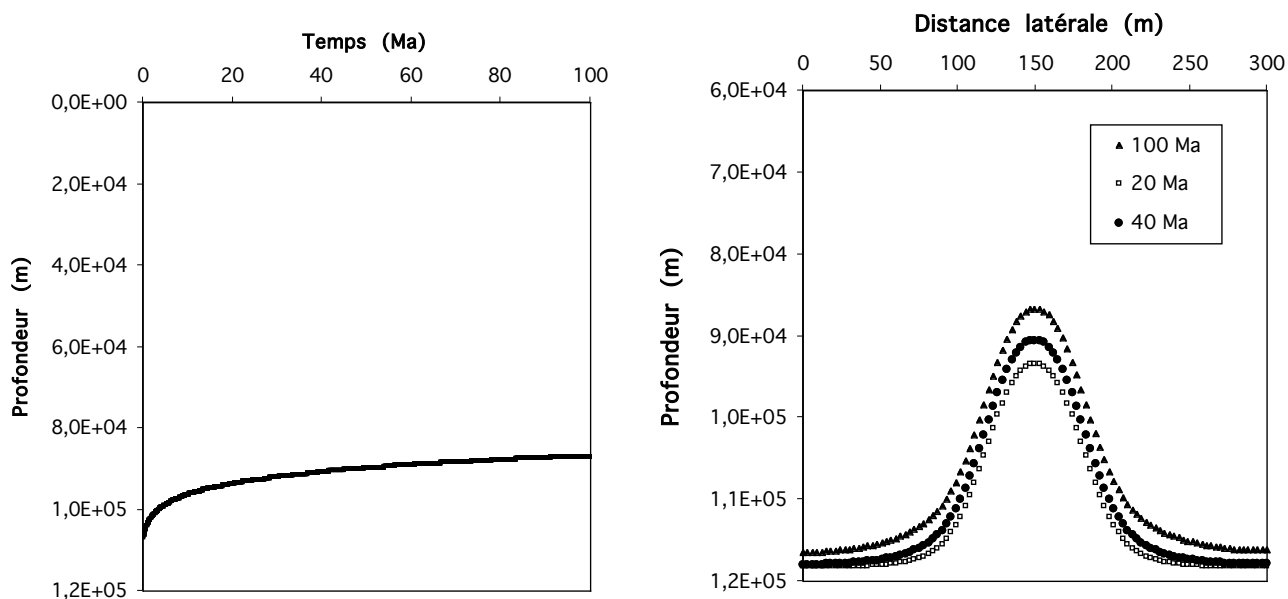 Temps (Ma)
0 20 40 60 80 100
0,0E+00
2,0E+04
4,0E+04
6,0E+04
8,0E+04
1,0E+05
1,2E+05
Profondeur (m)
Distance latérale (m)
0 50 100 150 200 250 300
6,0E+04
7,0E+04
8,0E+04
9,0E+04
1,0E+05
1,1E+05
1,2E+05
Profondeur (m)
100 Ma
20 Ma
40 Ma